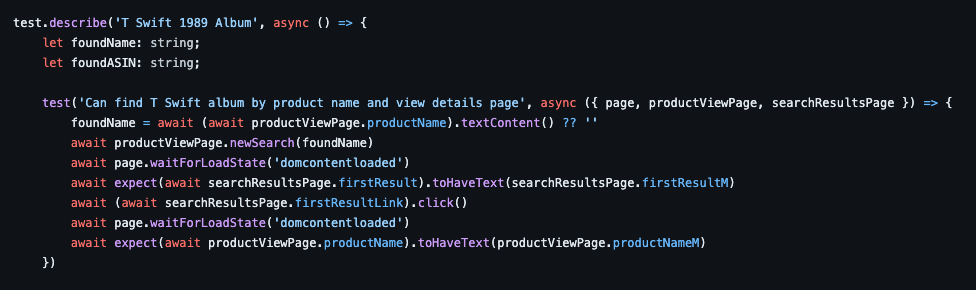 test.describe('T Swift 1989 Album', async () => {
    let foundName: string;
    let foundASIN: string;

    test('Can find T Swift album by product name and view details page', async ({ page, productViewPage, searchResultsPage }) => {
        foundName = await (await productViewPage.productName).textContent() ?? ''
        await productViewPage.newSearch(foundName)
        await page.waitForLoadState('domcontentloaded')
        await expect(await searchResultsPage.firstResult).toHaveText(searchResultsPage.firstResultM)
        await (await searchResultsPage.firstResultLink).click()
        await page.waitForLoadState('domcontentloaded')
        await expect(await productViewPage.productName).toHaveText(productViewPage.productNameM)
    })